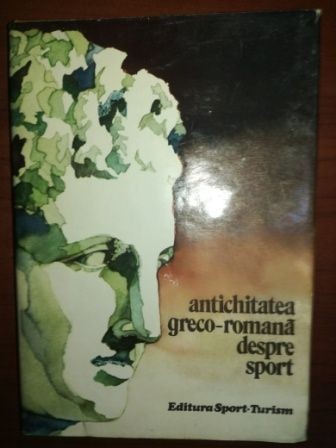 antichitatea
greco-romană
despre
sport
Editura Sport-Turism